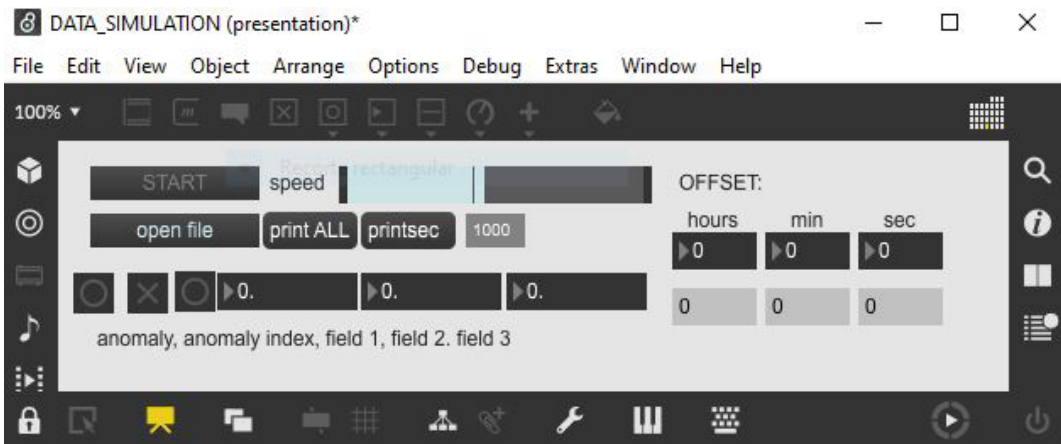 DATA_SIMULATION (presentation)*
File Edit View Object Arrange Options Debug Extras Window Help
100%
m
Recorte rectangular
START speed OFFSET:
hours min sec
open file print ALL printsec 1000
0 0 0
0. 0. 0.
0 0 0
anomaly, anomaly index, field 1, field 2. field 3